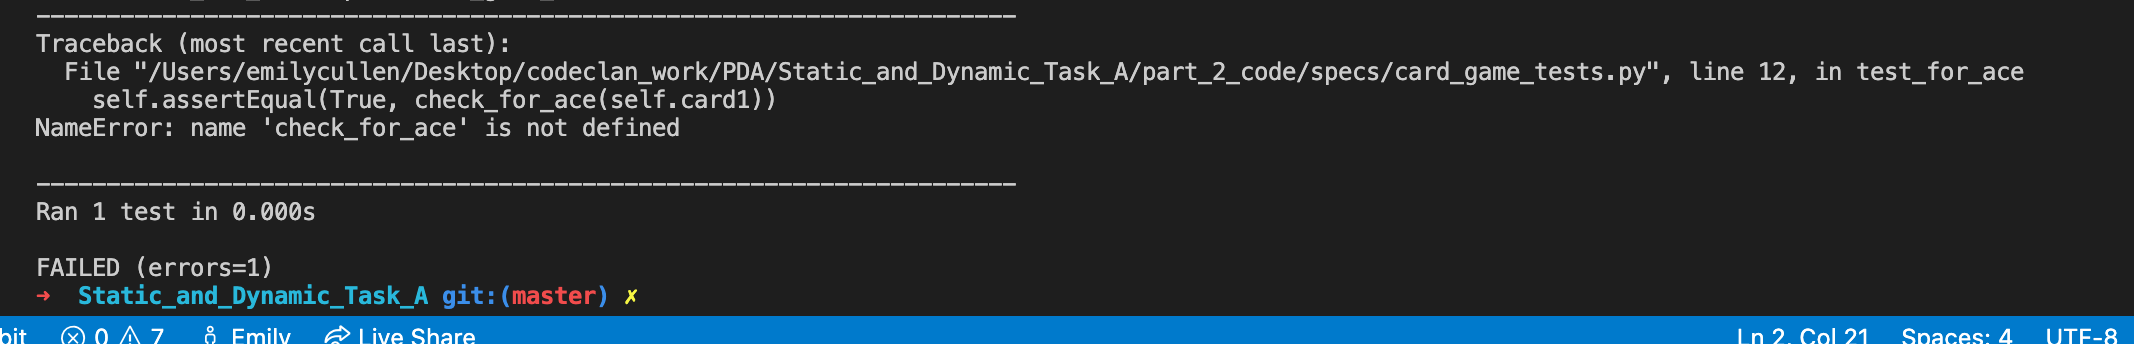 ----------------------------------------------------------------------
Traceback (most recent call last):
  File "/Users/emilycullen/Desktop/codeclan_work/PDA/Static_and_Dynamic_Task_A/part_2_code/specs/card_game_tests.py", line 12, in test_for_ace
    self.assertEqual(True, check_for_ace(self.card1))
NameError: name 'check_for_ace' is not defined
----------------------------------------------------------------------
Ran 1 test in 0.000s
FAILED (errors=1)
➜  Static_and_Dynamic_Task_A git:(master) ✗
bit 0 7 Emily Live Share Ln 2, Col 21 Spaces: 4 UTF-8